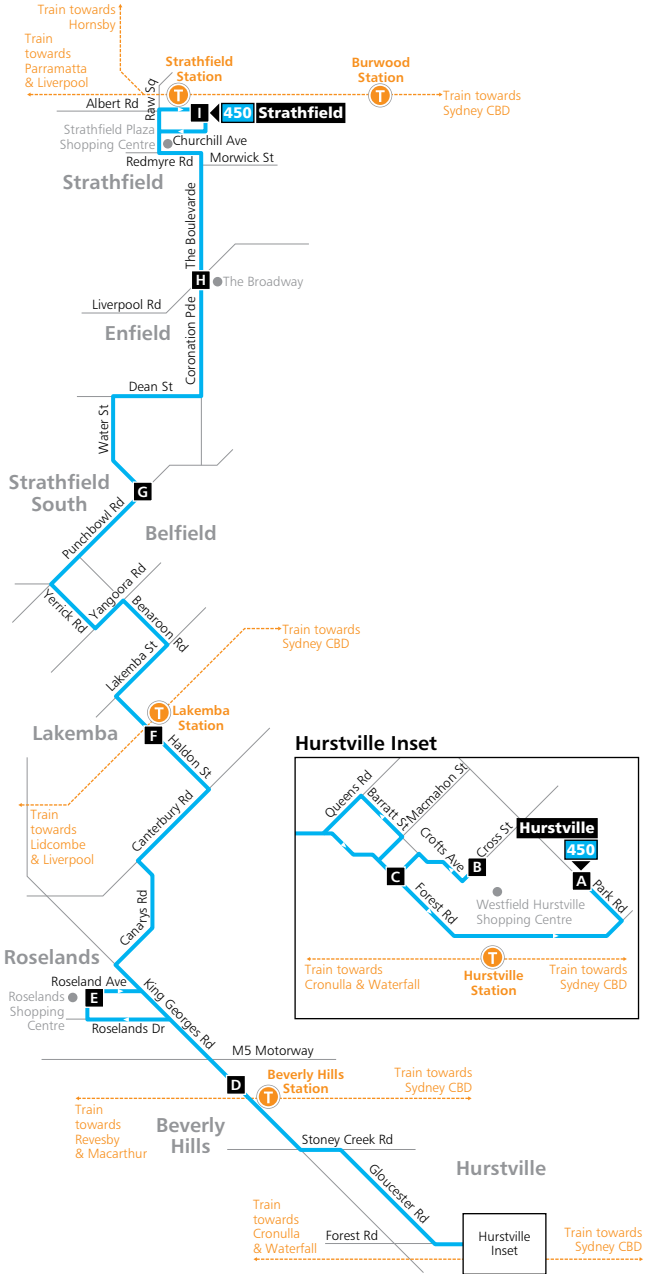 Train towards
Hornsby
Train
towards
Parramatta
& Liverpool
Raw Sq
Strathfield
Station
Burwood
Station
Train towards
Sydney CBD
Albert Rd
I
450 Strathfield
Strathfield Plaza
Shopping Centre
Churchill Ave
Redmyre Rd
Morwick St
Strathfield
The Boulevarde
H
The Broadway
Liverpool Rd
Enfield
Coronation Pde
Dean St
Water St
Strathfield
South
G
Punchbowl Rd
Belfield
Yerrick Rd
Yangoora Rd
Benaroon Rd
Lakemba St
Train towards
Sydney CBD
T
Lakemba
Station
Lakemba
F
Haldon St
Train
towards
Lidcombe
& Liverpool
Canterbury Rd
Canarys Rd
Hurstville Inset
Queens Rd
Barratt St
Macmahon St
Crofts Ave
Cross St
Hurstville
450
A
B
C
Park Rd
Forest Rd
Westfield Hurstville
Shopping Centre
Train towards
Cronulla & Waterfall
T
Hurstville
Station
Train towards
Sydney CBD
Roselands
Roseland Ave
E
Roselands
Shopping
Centre
Roselands Dr
King Georges Rd
M5 Motorway
D
T
Beverly Hills
Station
Train towards
Sydney CBD
Train
towards
Revesby
& Macarthur
Beverly
Hills
Stoney Creek Rd
Gloucester Rd
Hurstville
Train
towards
Cronulla
& Waterfall
Forest Rd
Hurstville
Inset
Train towards
Sydney CBD
T
T